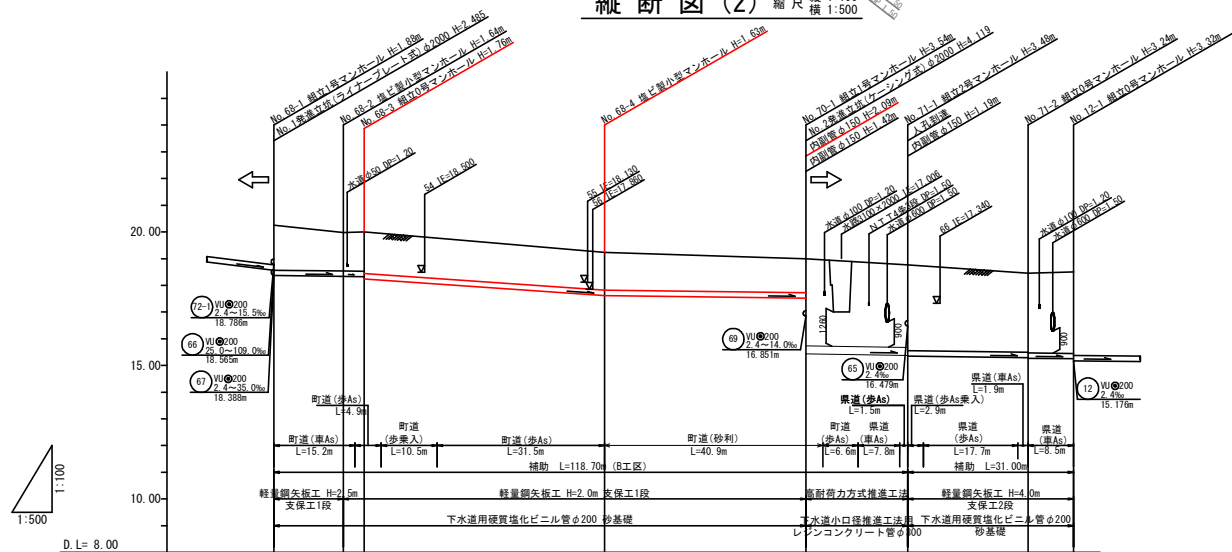 縦 断 図 (2)
縮 尺
横 1:500
No. 68-1 組立1号マンホール H=1.88m
No.1発進立坑(ライナープレート式)φ2000 H=2.485
No. 68-2 塩ビ製小型マンホール H=1.64m
No. 68-3 組立0号マンホール H=1.76m
No. 68-4 塩ビ製小型マンホール H=1.63m
No. 70-1 組立1号マンホール H=3.54m
No.2発進立坑(ケーシング式)φ2000 H=4.119
内副管φ150 H=2.09m
内副管φ150 H=1.42m
No. 71-1 組立2号マンホール H=3.48m
人孔到達
内副管φ150 H=1.19m
No. 71-2 組立0号マンホール H=3.24m
No. 12-1 組立0号マンホール H=3.32m
水道φ50 DP=1.20
54 IE=18.500
55 IE=18.130
56 IE=17.860
水道φ100 DP=1.20
水路3100×2000 IE=17.006
N.T.T4条3段 DP=1.50
水道φ600 DP=1.50
66 IE=17.340
水道φ100 DP=1.20
水道φ600 DP=1.50
20.00
15.00
10.00
D.L= 8.00
1:100
1:500
72-1 VU 200
2.4～15.5‰
18.786m
66 VU 200
25.0～109.0‰
18.565m
67 VU 200
2.4～35.0‰
18.388m
69 VU 200
2.4～14.0‰
16.851m
65 VU 200
2.4‰
16.479m
12 VU 200
2.4‰
15.176m
1260
900
900
町道(歩As)
L=4.9m
県道(歩As)
L=1.5m
県道(歩As乗入)
L=2.9m
県道(車As)
L=1.9m
町道(車As)
L=15.2m
町道
(歩乗入)
L=10.5m
町道(歩As)
L=31.5m
町道(砂利)
L=40.9m
町道
(歩As)
L=6.6m
県道
(車As)
L=7.8m
県道
(歩As)
L=17.7m
県道
(車As)
L=8.5m
補助 L=118.70m (B工区)
補助 L=31.00m
軽量鋼矢板工 H=2.5m
支保工1段
軽量鋼矢板工 H=2.0m 支保工1段
高耐荷力方式推進工法
軽量鋼矢板工 H=4.0m
支保工2段
下水道用硬質塩化ビニル管φ200 砂基礎
下水道小口径推進工法用
レジンコンクリート管φ300
下水道用硬質塩化ビニル管φ200
砂基礎